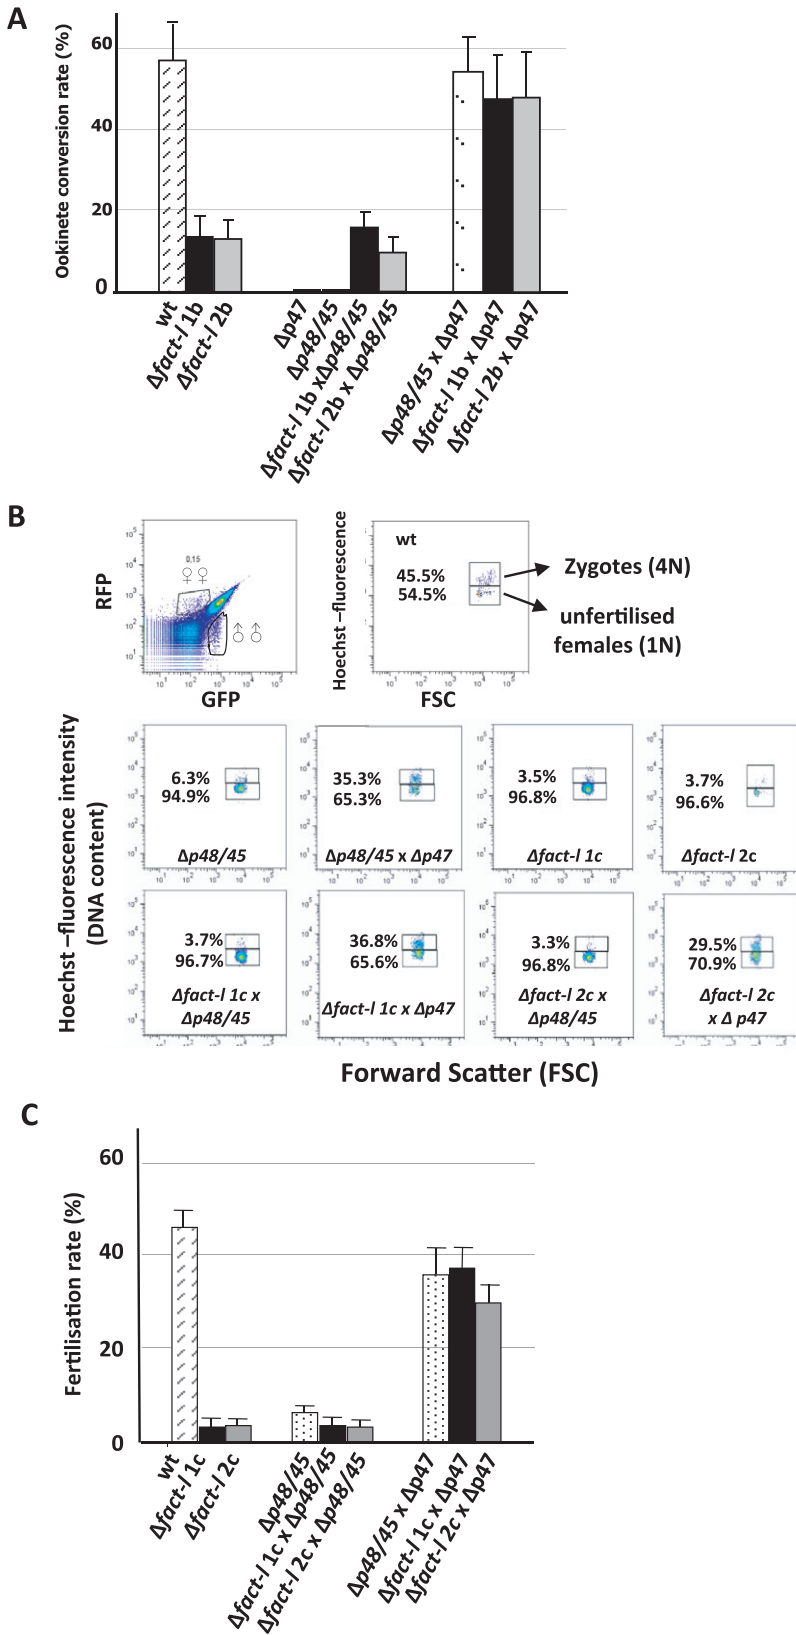 A
Ookinete conversion rate (%)
60
40
20
0
wt
Δfact-l 1b
Δfact-l 2b
Δp47
Δp48/45
Δfact-l 1b xΔp48/45
Δfact-l 2b x Δp48/45
Δp48/45 x Δp47
Δfact-l 1b x Δp47
Δfact-l 2b x Δp47
B
RFP
0,15
♀ ♀
♂ ♂
GFP
Hoechst –fluorescence
wt
45.5%
54.5%
FSC
Zygotes (4N)
unfertilised
females (1N)
Hoechst –fluorescence intensity
(DNA content)
6.3%
94.9%
Δp48/45
35.3%
65.3%
Δp48/45 x Δp47
3.5%
96.8%
Δfact-l 1c
3.7%
96.6%
Δfact-l 2c
3.7%
96.7%
Δfact-l 1c x
Δp48/45
36.8%
65.6%
Δfact-l 1c x Δp47
3.3%
96.8%
Δfact-l 2c x
Δp48/45
29.5%
70.9%
Δfact-l 2c
x Δ p47
Forward Scatter (FSC)
C
Fertilisation rate (%)
60
40
20
0
wt
Δfact-l 1c
Δfact-l 2c
Δp48/45
Δfact-l 1c x Δp48/45
Δfact-l 2c x Δp48/45
Δp48/45 x Δp47
Δfact-l 1c x Δp47
Δfact-l 2c x Δp47